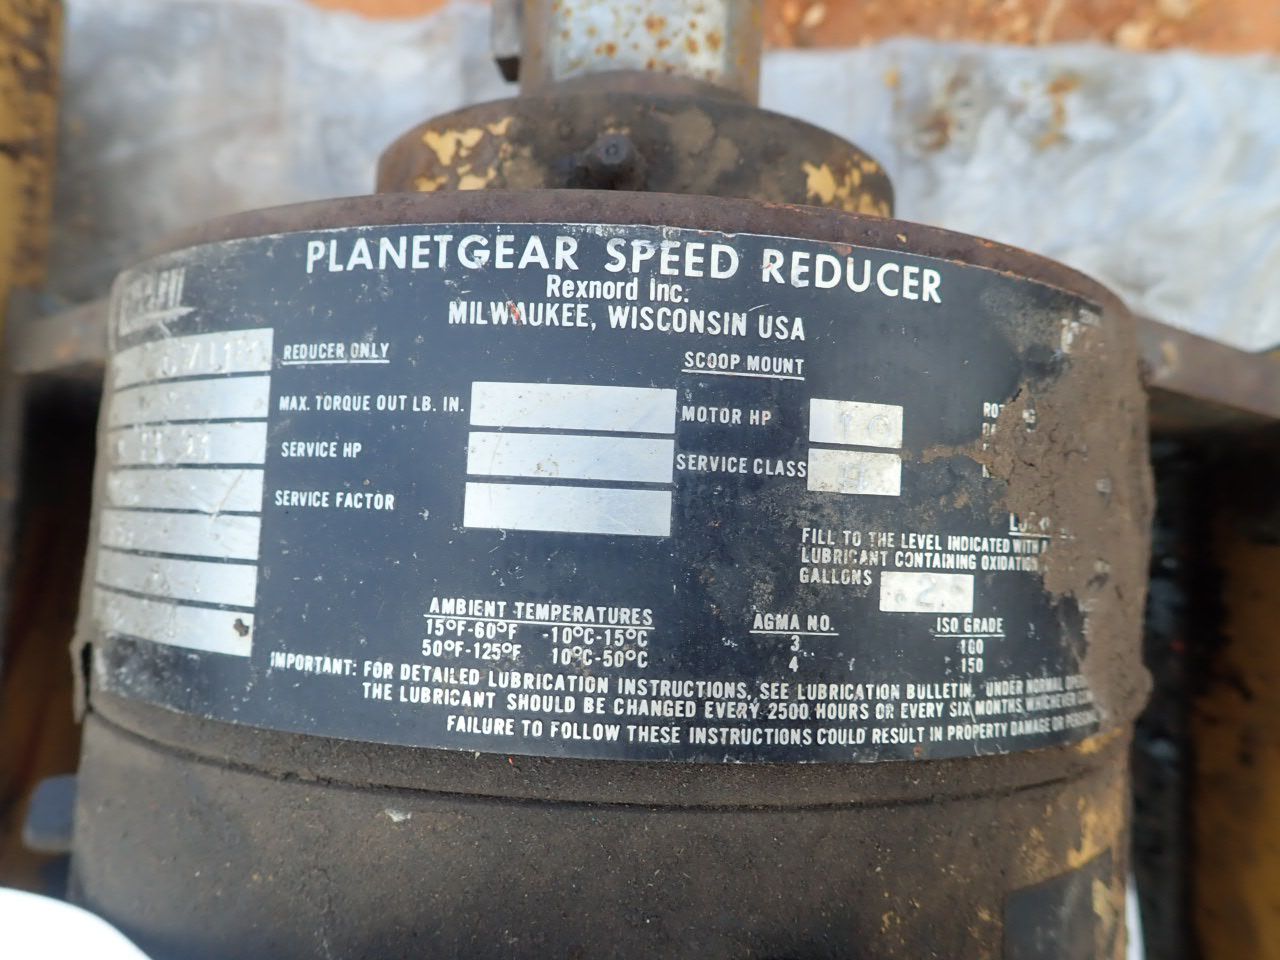 PLANETGEAR SPEED REDUCER
Rexnord Inc.
MILWAUKEE, WISCONSIN USA
REDUCER ONLY
MAX. TORQUE OUT LB. IN.
SERVICE HP
SERVICE FACTOR
SCOOP MOUNT
MOTOR HP
SERVICE CLASS
FILL TO THE LEVEL INDICATED WITH
LUBRICANT CONTAINING OXIDATION
GALLONS .2
AMBIENT TEMPERATURES
15°F-60°F -10°C-15°C
50°F-125°F 10°C-50°C
AGMA NO. ISO GRADE
3 100
4 150
IMPORTANT: FOR DETAILED LUBRICATION INSTRUCTIONS, SEE LUBRICATION BULLETIN. UNDER NORMAL
THE LUBRICANT SHOULD BE CHANGED EVERY 2500 HOURS OR EVERY SIX MONTHS, WHICHEVER
FAILURE TO FOLLOW THESE INSTRUCTIONS COULD RESULT IN PROPERTY DAMAGE OR